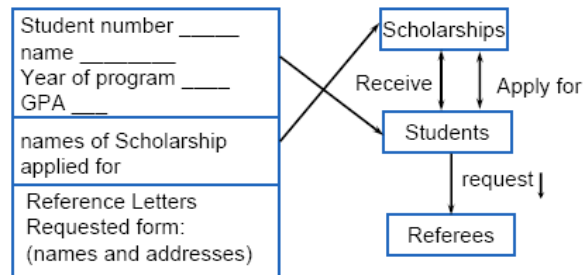 Student number _____
name _________
Year of program ____
GPA ___
names of Scholarship
applied for
Reference Letters
Requested form:
(names and addresses)
Scholarships
Receive
Apply for
Students
request
Referees